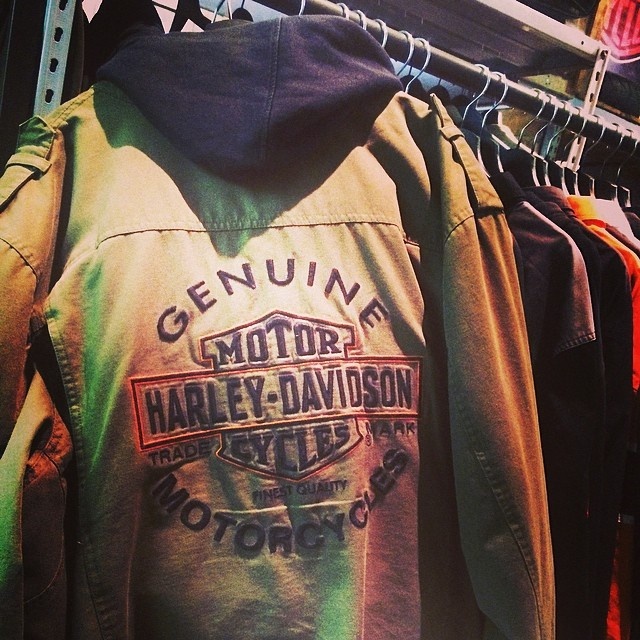 GENUINE
MOTOR
HARLEY-DAVIDSON
TRADE MARK
CYCLES
FINEST QUALITY
MOTORCYCLES